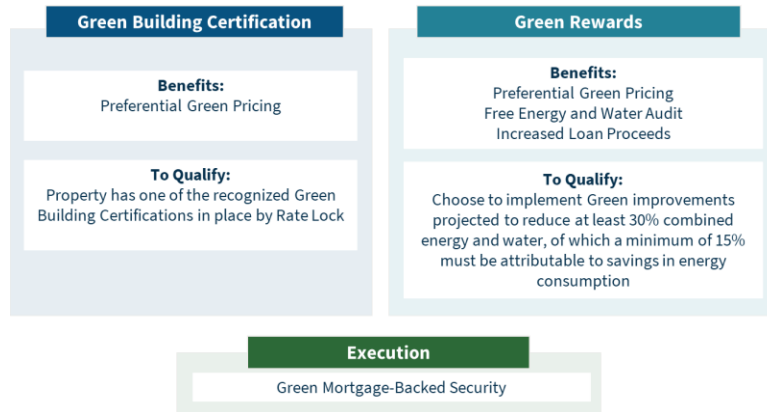 Green Building Certification
Benefits:
Preferential Green Pricing
To Qualify:
Property has one of the recognized Green
Building Certifications in place by Rate Lock
Green Rewards
Benefits:
Preferential Green Pricing
Free Energy and Water Audit
Increased Loan Proceeds
To Qualify:
Choose to implement Green improvements
projected to reduce at least 30% combined
energy and water, of which a minimum of 15%
must be attributable to savings in energy
consumption
Execution
Green Mortgage-Backed Security